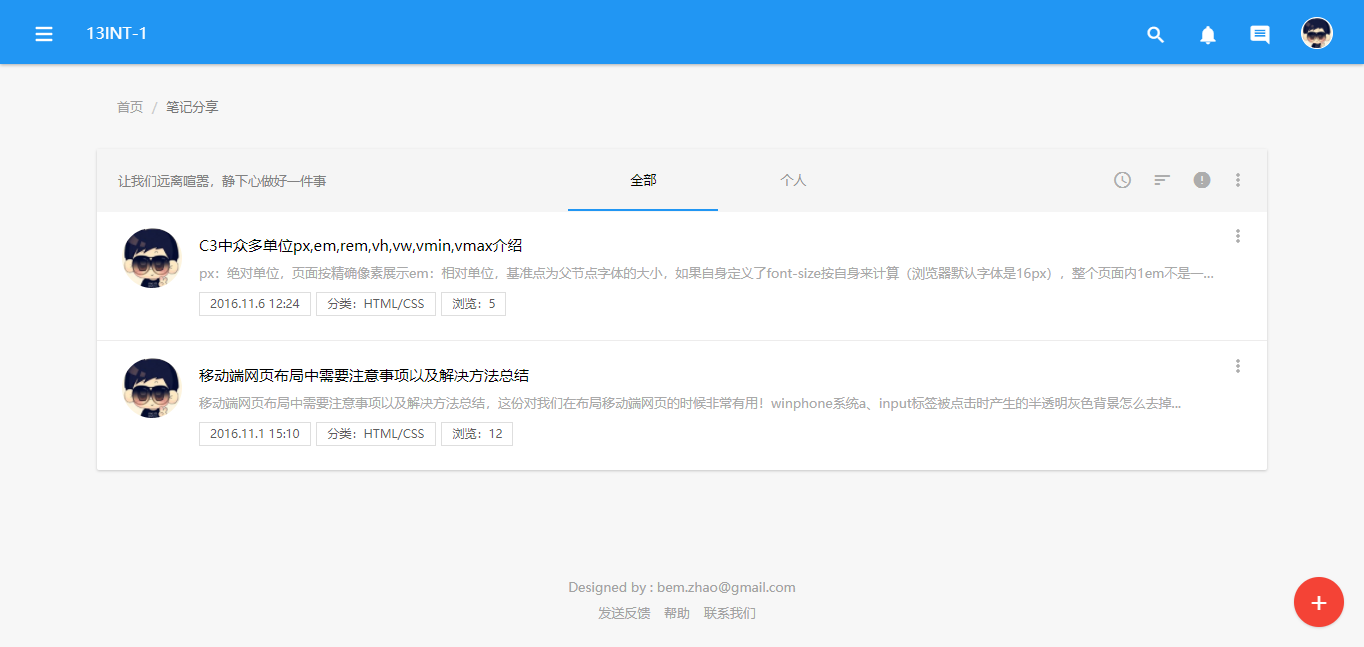 13INT-1
首页 / 笔记分享
让我们远离喧嚣，静下心做好一件事 全部 个人
C3中众多单位px,em,rem,vh,vw,vmin,vmax介绍
px：绝对单位，页面按精确像素展示em：相对单位，基准点为父节点字体的大小，如果自身定义了font-size按自身来计算（浏览器默认字体是16px），整个页面内1em不是一...
2016.11.6 12:24 分类：HTML/CSS 浏览：5
移动端网页布局中需要注意事项以及解决方法总结
移动端网页布局中需要注意事项以及解决方法总结，这份对我们在布局移动端网页的时候非常有用！winphone系统a、input标签被点击时产生的半透明灰色背景怎么去掉...
2016.11.1 15:10 分类：HTML/CSS 浏览：12
Designed by : bem.zhao@gmail.com
发送反馈 帮助 联系我们